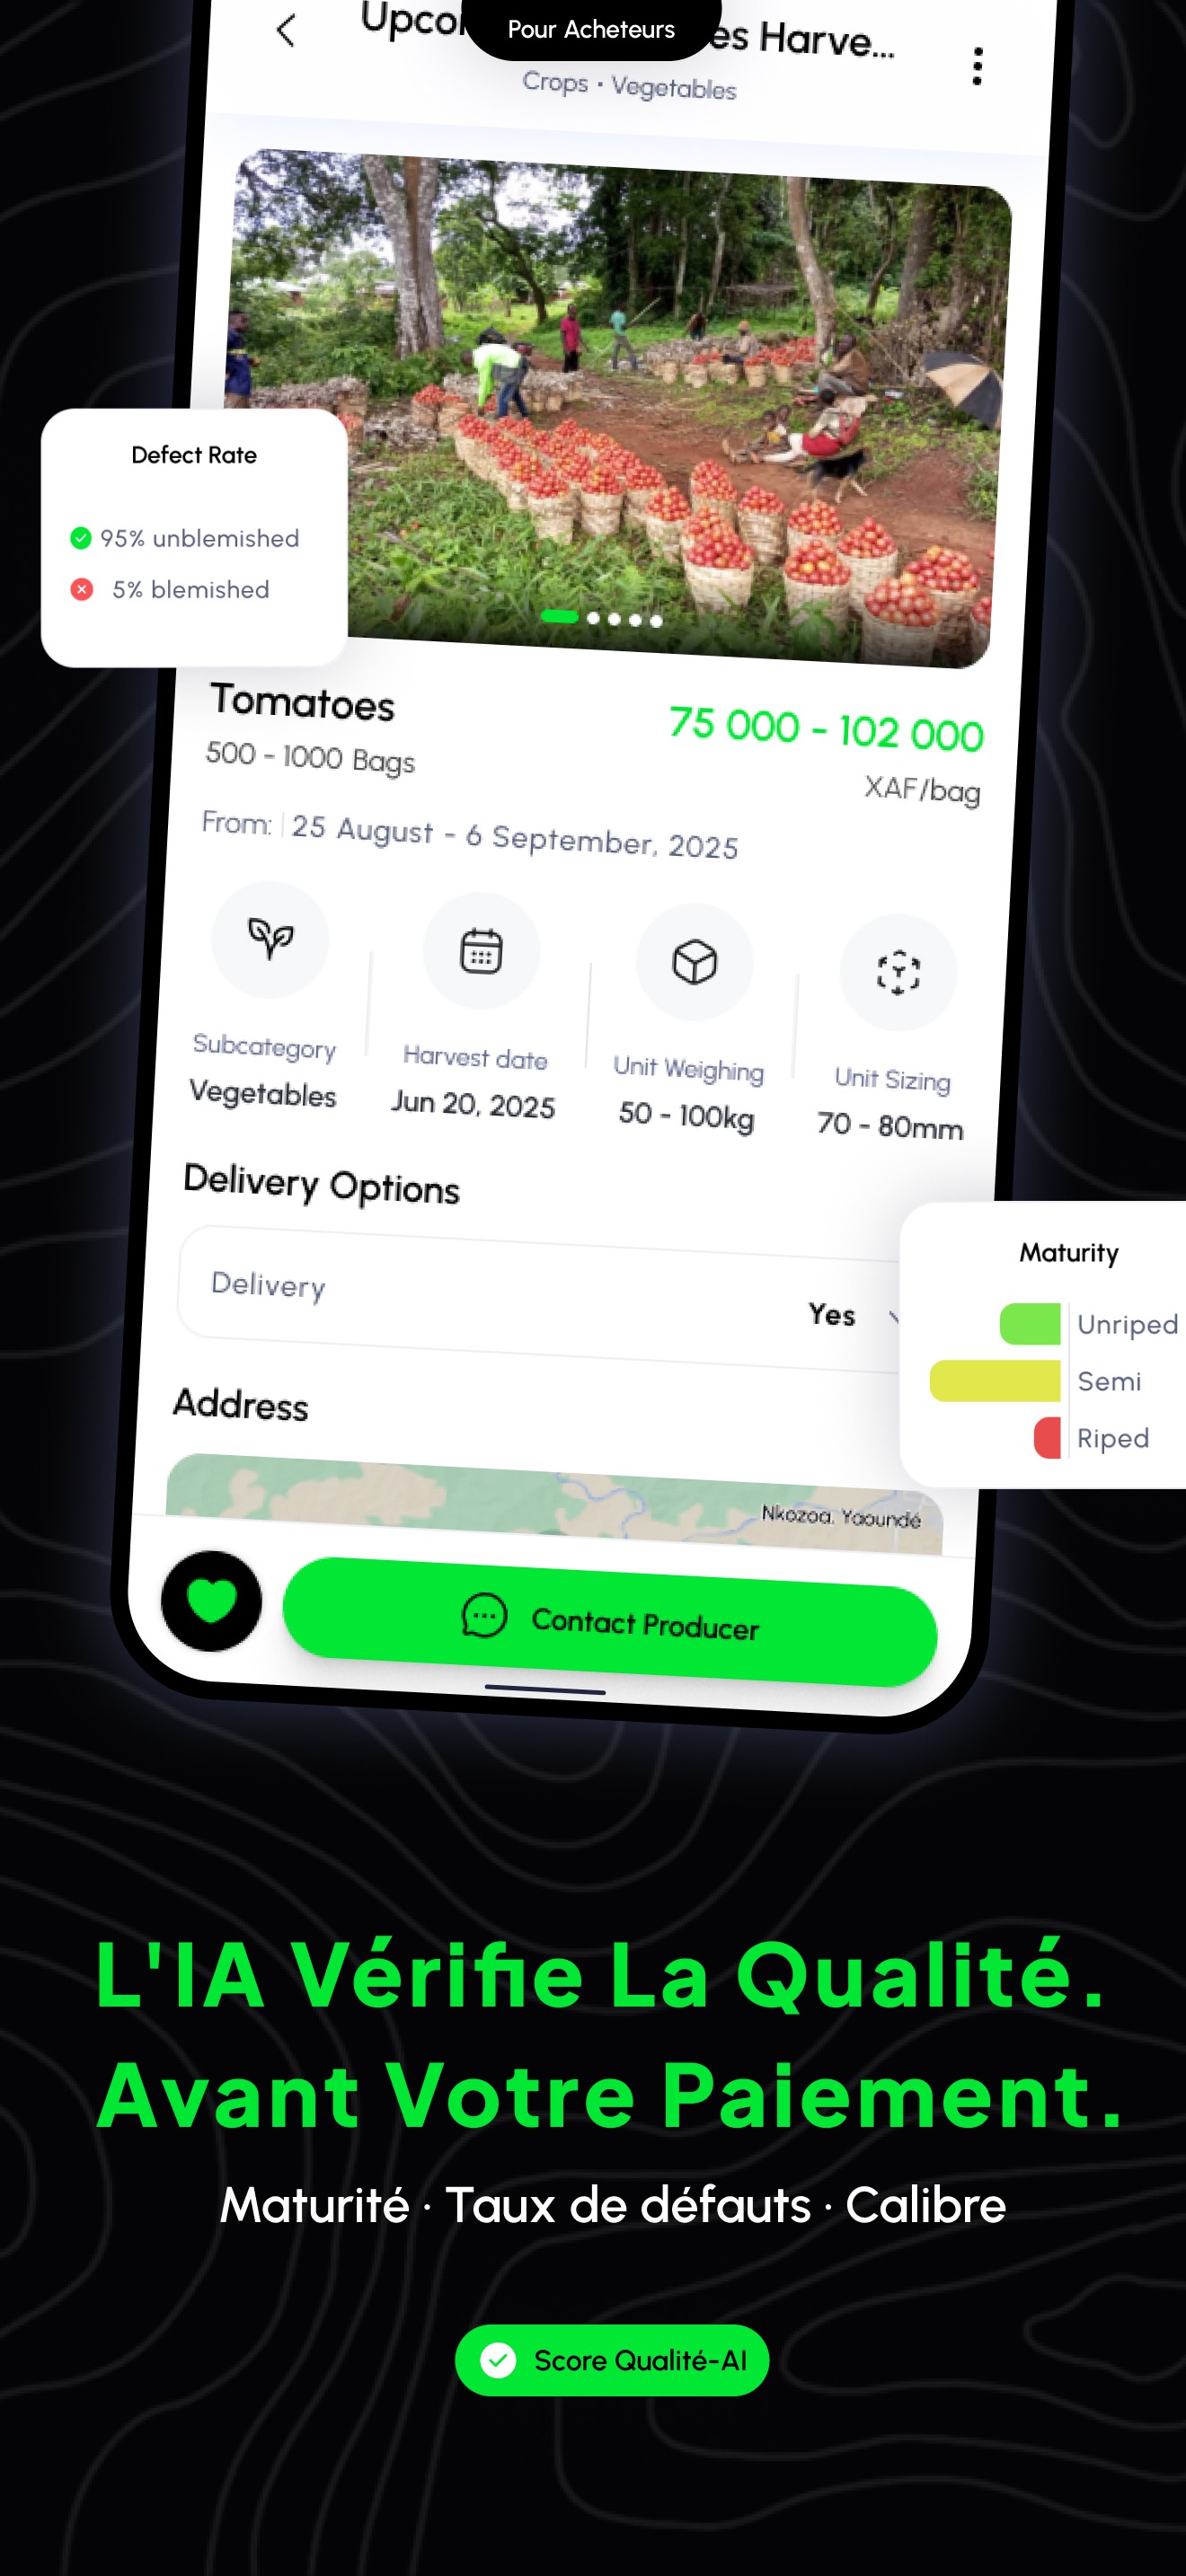 Pour Acheteurs
Harve...
Crops • Vegetables
Defect Rate
95% unblemished
5% blemished
Tomatoes
75 000 - 102 000
500 - 1000 Bags
XAF/bag
From: 25 August - 6 September, 2025
Subcategory
Harvest date
Unit Weighing
Unit Sizing
Vegetables
Jun 20, 2025
50 - 100kg
70 - 80mm
Delivery Options
Delivery
Yes
Maturity
Unriped
Semi
Riped
Address
Nkozoa, Yaoundé
Contact Producer
L'IA Vérifie La Qualité.
Avant Votre Paiement.
Maturité · Taux de défauts · Calibre
Score Qualité-AI